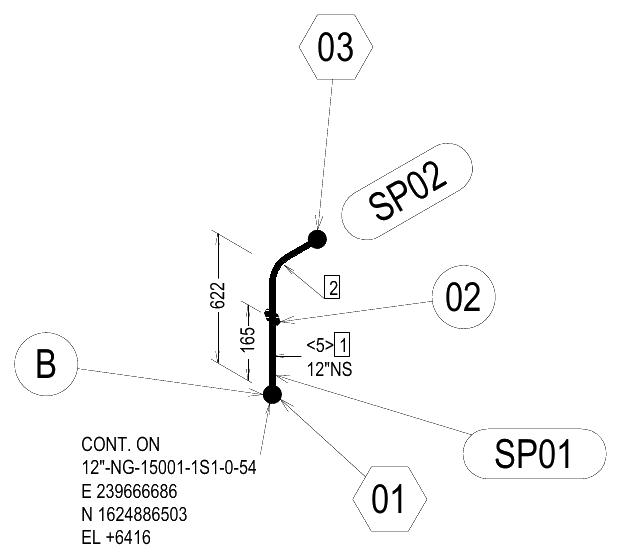 03
SP02
2
622
02
165
<5> 1
12"NS
B
CONT. ON
12"-NG-15001-1S1-0-54
E 239666686
N 1624886503
EL +6416
SP01
01